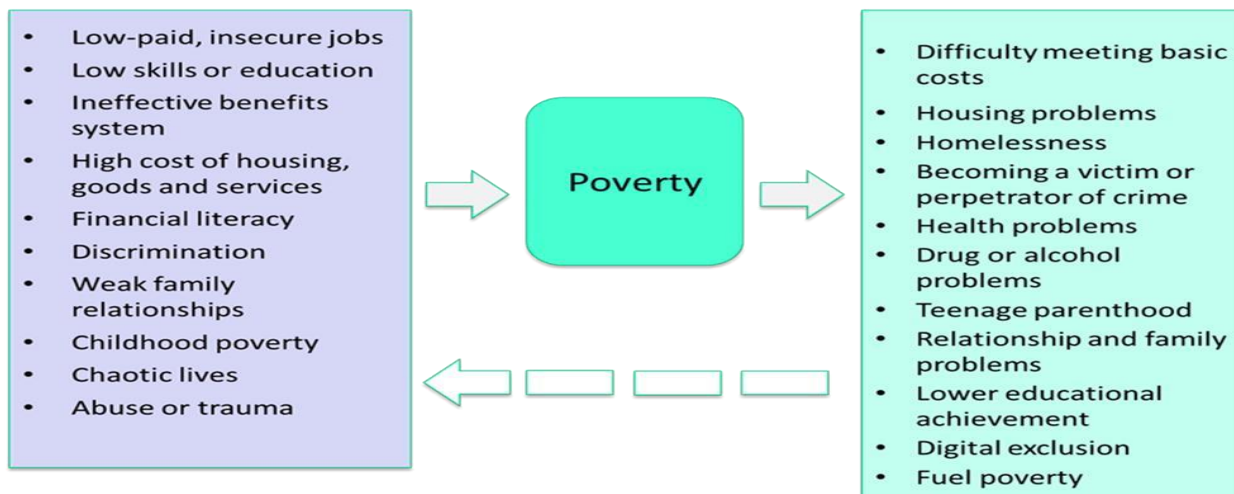 • Low-paid, insecure jobs
• Low skills or education
• Ineffective benefits
system
• High cost of housing,
goods and services
• Financial literacy
• Discrimination
• Weak family
relationships
• Childhood poverty
• Chaotic lives
• Abuse or trauma
Poverty
• Difficulty meeting basic
costs
• Housing problems
• Homelessness
• Becoming a victim or
perpetrator of crime
• Health problems
• Drug or alcohol
problems
• Teenage parenthood
• Relationship and family
problems
• Lower educational
achievement
• Digital exclusion
• Fuel poverty